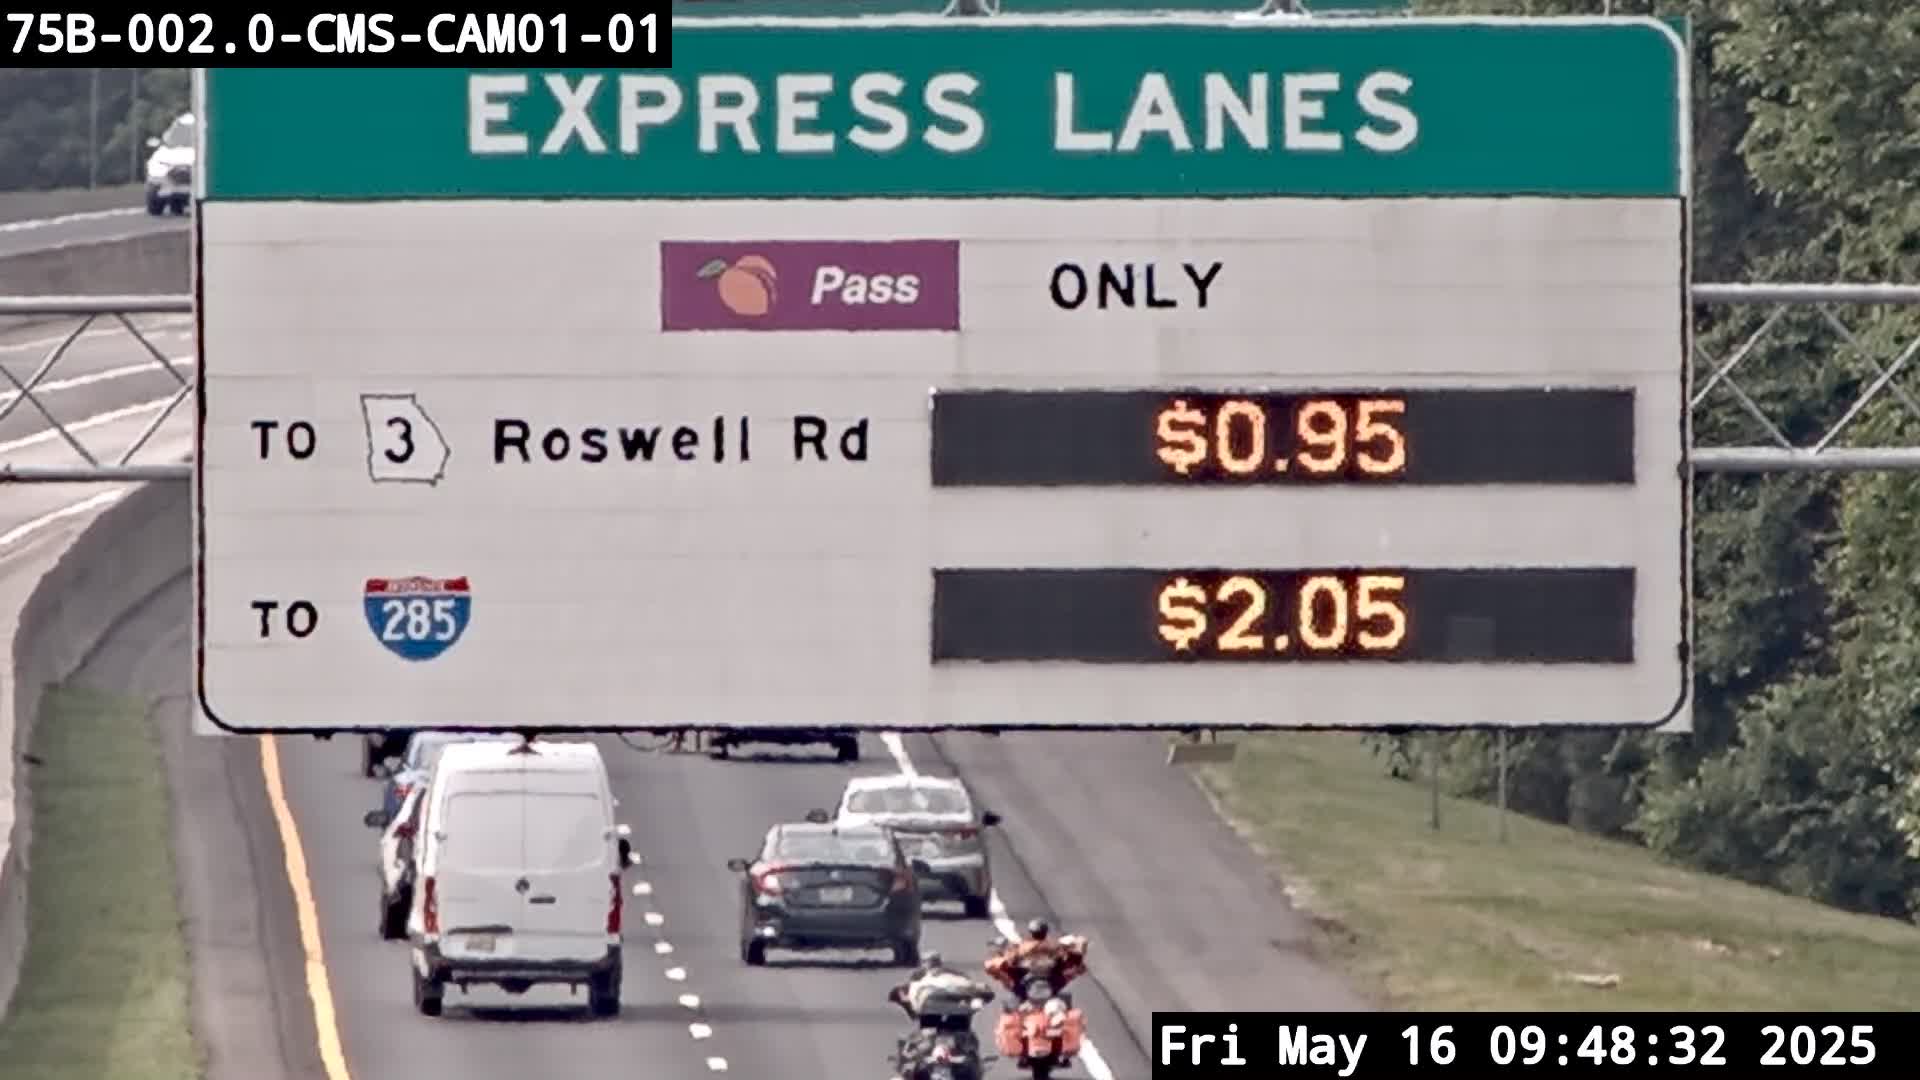 75B-002.0-CMS-CAM01-01
EXPRESS LANES
Pass ONLY
TO 3 Roswell Rd $0.95
TO 285 $2.05
Fri May 16 09:48:32 2025